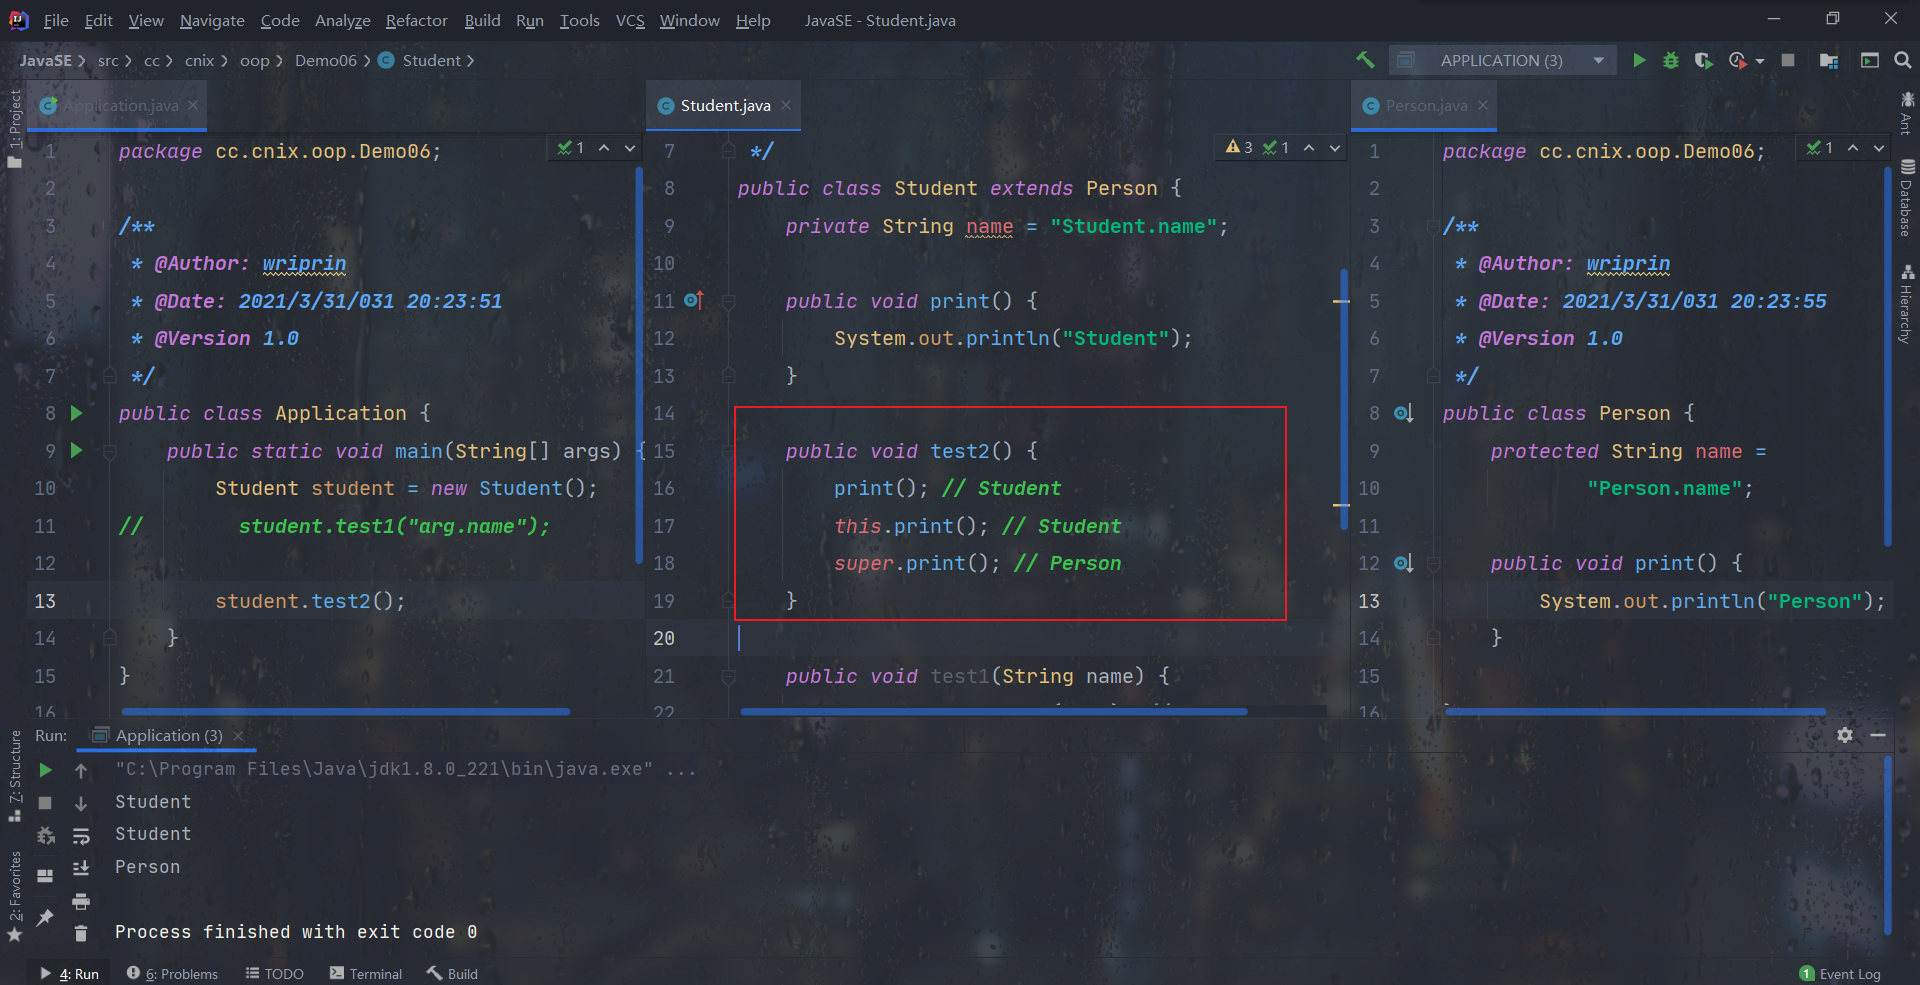 File Edit View Navigate Code Analyze Refactor Build Run Tools VCS Window Help JavaSE - Student.java
JavaSE src cc cnix oop Demo06 Student
APPLICATION (3)
Application.java
1 package cc.cnix.oop.Demo06;
1
2
3 /**
4 * @Author: wriprin
5 * @Date: 2021/3/31/031 20:23:51
6 * @Version 1.0
7 */
8 public class Application {
9 public static void main(String[] args) {
10 Student student = new Student();
11 // student.test1("arg.name");
12
13 student.test2();
14 }
15 }
16
Student.java
3 1
7 */
8 public class Student extends Person {
9 private String name = "Student.name";
10
11 public void print() {
12 System.out.println("Student");
13 }
14
15 public void test2() {
16 print(); // Student
17 this.print(); // Student
18 super.print(); // Person
19 }
20
21 public void test1(String name) {
22
Person.java
1 package cc.cnix.oop.Demo06;
1
2
3 /**
4 * @Author: wriprin
5 * @Date: 2021/3/31/031 20:23:55
6 * @Version 1.0
7 */
8 public class Person {
9 protected String name =
10 "Person.name";
11
12 public void print() {
13 System.out.println("Person");
14 }
15
16
1: Project
7: Structure
2: Favorites
Ant
Database
Hierarchy
Run: Application (3)
"C:\Program Files\Java\jdk1.8.0_221\bin\java.exe" ...
Student
Student
Person
Process finished with exit code 0
4: Run 6: Problems TODO Terminal Build 1 Event Log